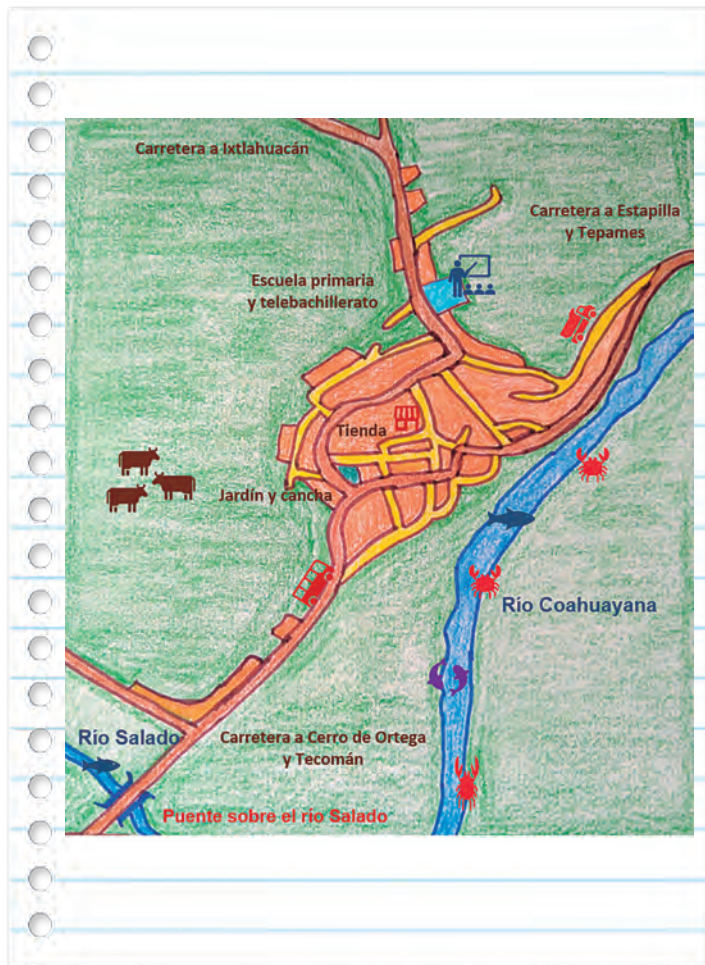 Carretera a Ixtlahuacán
Carretera a Estapilla
y Tepames
Escuela primaria
y telebachillerato
Tienda
Jardín y cancha
Río Coahuayana
Río Salado
Carretera a Cerro de Ortega
y Tecomán
Puente sobre el río Salado